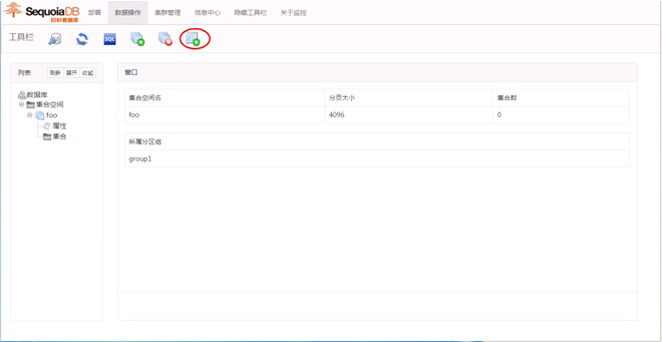 SequoiaDB
巨杉数据库
部署 数据操作 集群管理 信息中心 隐藏工具栏 关于监控
工具栏
SQL
列表 刷新 展开 收起
数据库
集合空间
foo
属性
集合
窗口
集合空间名 分页大小 集合数
foo 4096 0
所属分区组
group1